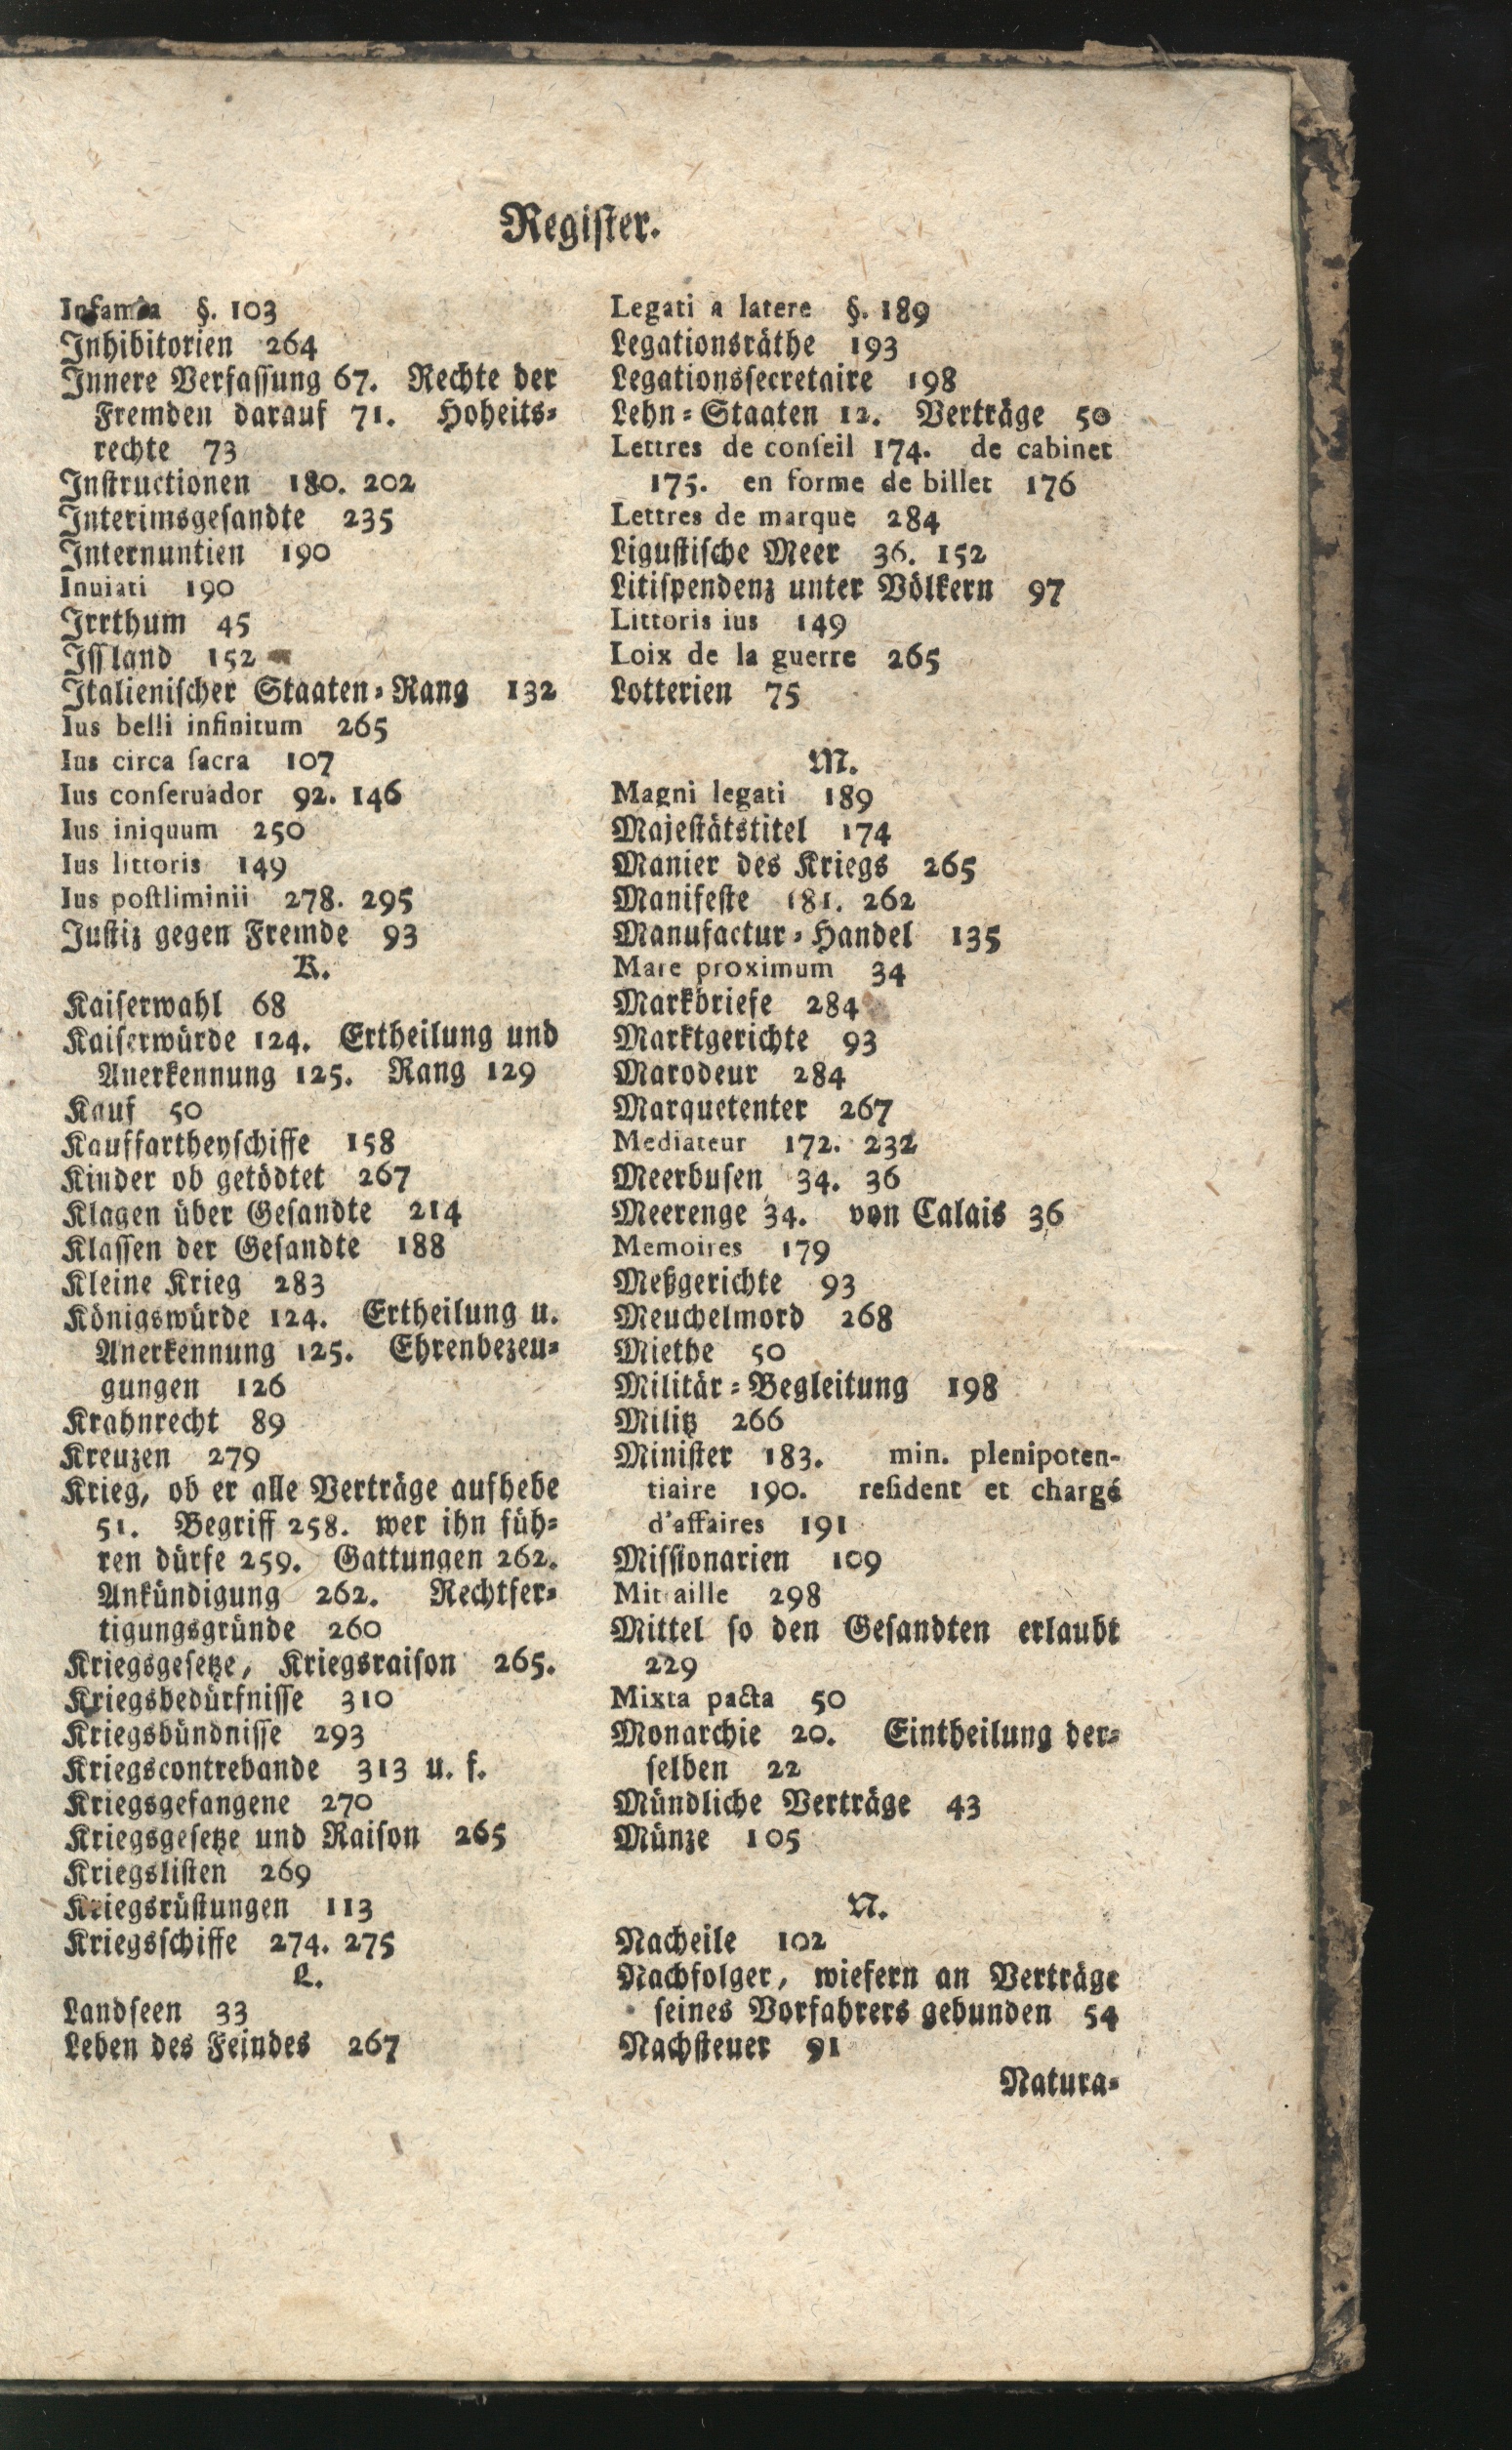 Regiſter.
Infamia §. 103
Inhibitorien 264
Innere Verfaſſung 67. Rechte der
Fremden darauf 71. Hoheits⸗
rechte 73
Inſtructionen 180. 202
Interimsgeſandte 235
Internuntien 190
Inuiati 190
Irrthum 45
Iſſland 152
Italieniſcher Staaten⸗Rang 132
Ius belli infinitum 265
Ius circa ſacra 107
Ius conſeruador 92. 146
Ius iniquum 250
Ius littoris 149
Ius poſtliminii 278. 295
Juſtiz gegen Fremde 93
K.
Kaiſerwahl 68
Kaiſerwürde 124. Ertheilung und
Anerkennung 125. Rang 129
Kauf 50
Kauffartheyſchiffe 158
Kinder ob getödtet 267
Klagen über Geſandte 214
Klaſſen der Geſandte 188
Kleine Krieg 283
Königswürde 124. Ertheilung u.
Anerkennung 125. Ehrenbezeu⸗
gungen 126
Krahnrecht 89
Kreuzen 279
Krieg, ob er alle Verträge aufhebe
51. Begriff 258. wer ihn füh⸗
ren dürfe 259. Gattungen 262.
Ankündigung 262. Rechtfer⸗
tigungsgründe 260
Kriegsgeſetze, Kriegsraiſon 265.
Kriegsbedürfniſſe 310
Kriegsbündniſſe 293
Kriegscontrebande 313 u. f.
Kriegsgefangene 270
Kriegsgeſetze und Raiſon 265
Kriegsliſten 269
Kriegsrüſtungen 113
Kriegsſchiffe 274. 275
L.
Landſeen 33
Leben des Feindes 267
Legati a latere §. 189
Legationsräthe 193
Legationsſecretaire 198
Lehn⸗Staaten 12. Verträge 50
Lettres de conſeil 174. de cabinet
175. en forme de billet 176
Lettres de marque 284
Liguſtiſche Meer 36. 152
Litiſpendenz unter Völkern 97
Littoris ius 149
Loix de la guerre 265
Lotterien 75
M.
Magni legati 189
Majeſtätstitel 174
Manier des Kriegs 265
Manifeſte 181. 262
Manufactur⸗Handel 135
Mare proximum 34
Markbriefe 284
Marktgerichte 93
Marodeur 284
Marquetenter 267
Mediateur 172. 232
Meerbuſen 34. 36
Meerenge 34. von Calais 36
Memoires 179
Meßgerichte 93
Meuchelmord 268
Miethe 50
Militär⸗Begleitung 198
Militz 266
Miniſter 183. min. plenipoten-
tiaire 190. reſident et chargé
d'affaires 191
Miſſionarien 109
Mitraille 298
Mittel ſo den Geſandten erlaubt
229
Mixta pacta 50
Monarchie 20. Eintheilung der⸗
ſelben 22
Mündliche Verträge 43
Münze 105
N.
Nacheile 102
Nachfolger, wiefern an Verträge
ſeines Vorfahrers gebunden 54
Nachſteuer 91
Natura⸗